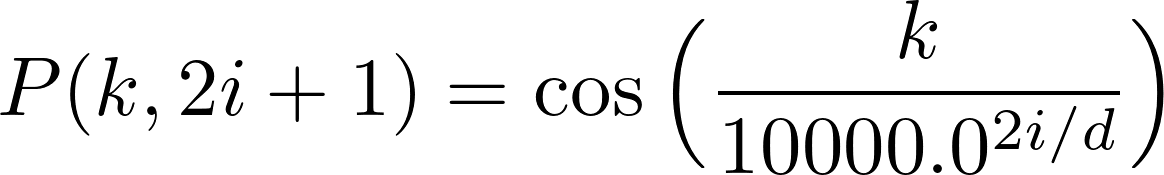 P(k, 2i + 1) = cos(k / 10000.0^{2i/d})